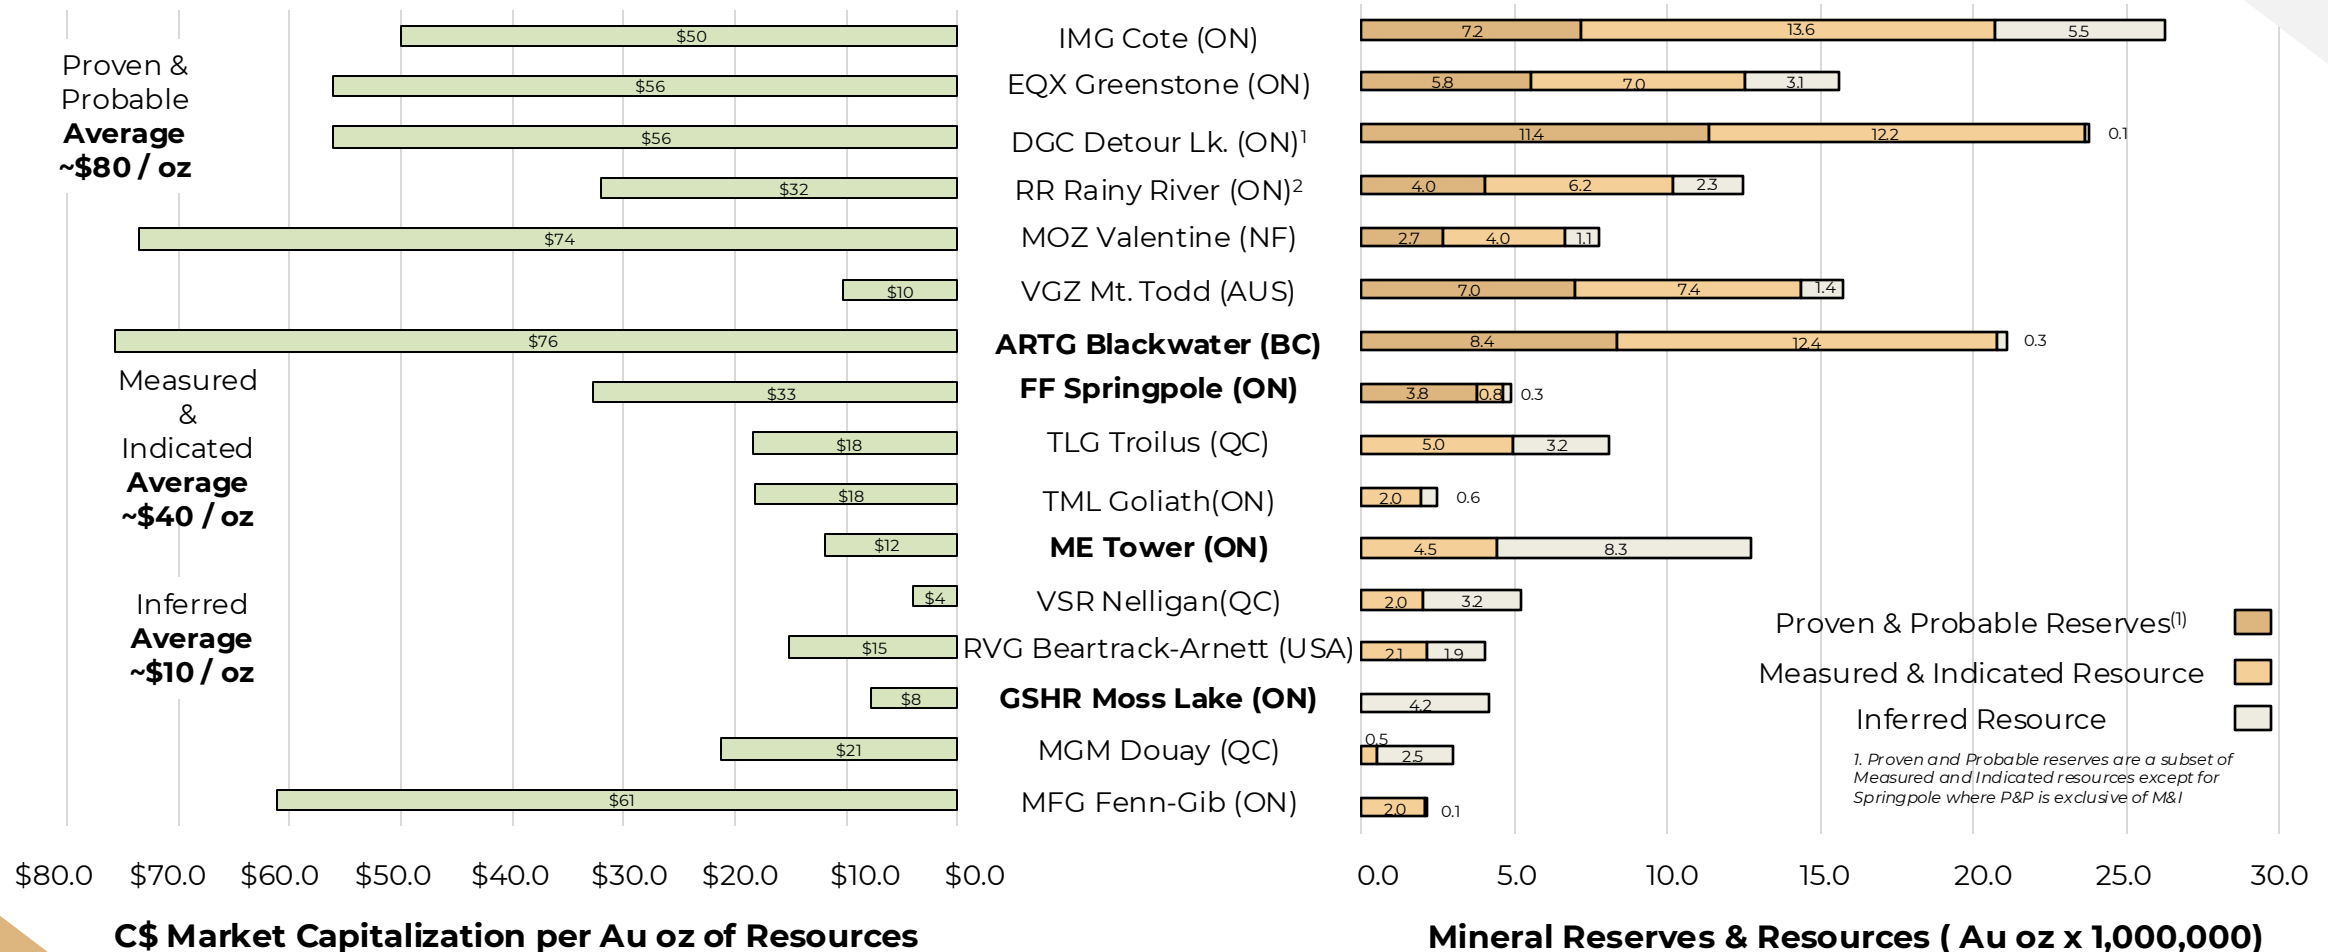 Proven &
Probable
Average
~$80 / oz
Measured
&
Indicated
Average
~$40 / oz
Inferred
Average
~$10 / oz
$50 IMG Cote (ON) 7.2 13.6 5.5
$56 EQX Greenstone (ON) 5.8 7.0 3.1
$56 DGC Detour Lk. (ON)¹ 11.4 12.2 0.1
$32 RR Rainy River (ON)² 4.0 6.2 2.3
$74 MOZ Valentine (NF) 2.7 4.0 1.1
$10 VGZ Mt. Todd (AUS) 7.0 7.4 1.4
$76 ARTG Blackwater (BC) 8.4 12.4 0.3
$33 FF Springpole (ON) 3.8 0.8 0.3
$18 TLG Troilus (QC) 5.0 3.2
$18 TML Goliath(ON) 2.0 0.6
$12 ME Tower (ON) 4.5 8.3
$4 VSR Nelligan(QC) 2.0 3.2
$15 RVG Beartrack-Arnett (USA) 2.1 1.9
$8 GSHR Moss Lake (ON) 4.2
$21 MGM Douay (QC) 0.5 2.5
$61 MFG Fenn-Gib (ON) 2.0 0.1
Proven & Probable Reserves⁽¹⁾
Measured & Indicated Resource
Inferred Resource
1. Proven and Probable reserves are a subset of
Measured and Indicated resources except for
Springpole where P&P is exclusive of M&I
$80.0 $70.0 $60.0 $50.0 $40.0 $30.0 $20.0 $10.0 $0.0
0.0 5.0 10.0 15.0 20.0 25.0 30.0
C$ Market Capitalization per Au oz of Resources
Mineral Reserves & Resources ( Au oz x 1,000,000)